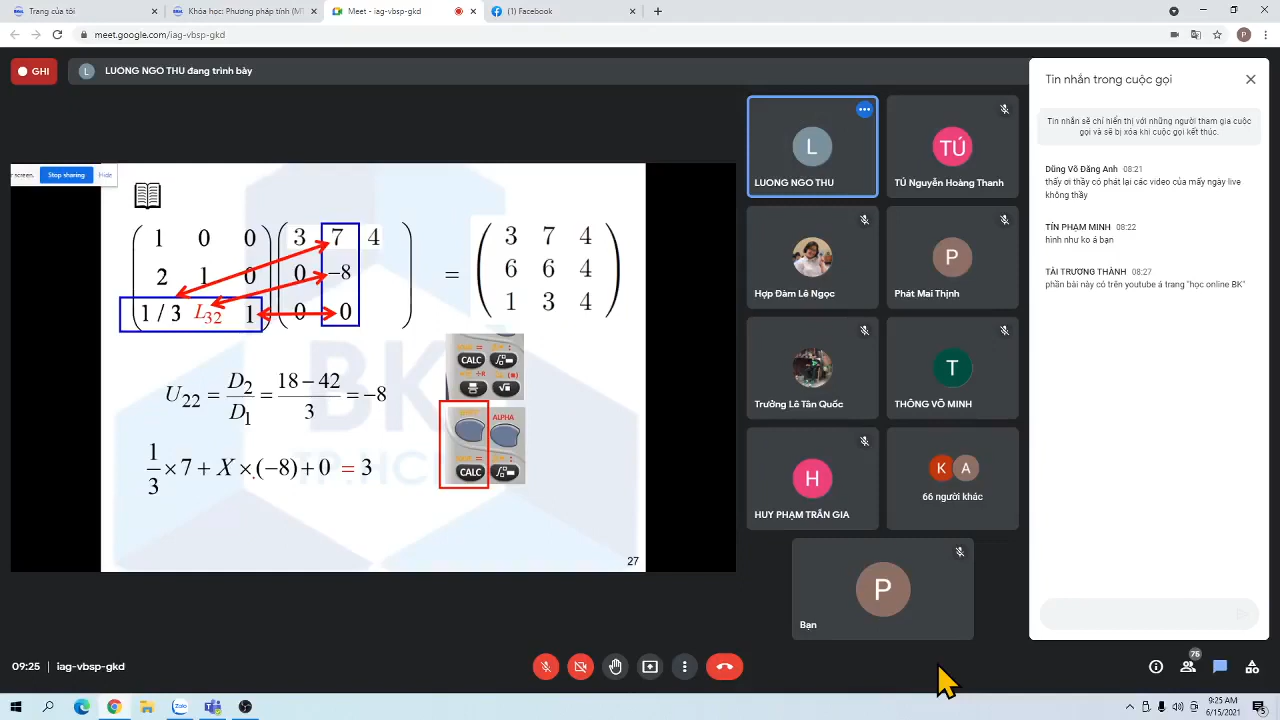 Trang của tôi
Khóa học: Phương pháp tính (MT
Meet - iag-vbsp-gkd
(1) Facebook
meet.google.com/iag-vbsp-gkd
P
GHI
L
LUONG NGO THU đang trình bày
r screen.
Stop sharing
Hide
1 0 0 3 7 4 3 7 4
2 1 0 0 −8 = 6 6 4
1 / 3 L32 1 0 0 1 3 4
U22 = D2/D1 = (18 − 42)/3 = −8
1/3 × 7 + X × (−8) + 0 = 3
CALC
ALPHA
CALC
BK
TP.HC
27
L
LUONG NGO THU
TÚ
TÚ Nguyễn Hoàng Thanh
Hợp Đàm Lê Ngọc
P
Phát Mai Thịnh
Trường Lê Tân Quốc
T
THÔNG VÕ MINH
H
HUY PHẠM TRẦN GIA
K A
66 người khác
P
Bạn
Tin nhắn trong cuộc gọi
Tin nhắn sẽ chỉ hiển thị với những người tham gia cuộc
gọi và sẽ bị xóa khi cuộc gọi kết thúc.
Dũng Võ Đăng Anh 08:21
thầy ơi thầy có phát lại các video của mấy ngày live
không thầy
TÍN PHẠM MINH 08:22
hình như ko á bạn
TÀI TRƯƠNG THÀNH 08:27
phần bài này có trên youtube á trang "học online BK"
09:25 | iag-vbsp-gkd
75
9:25 AM
6/15/2021
5